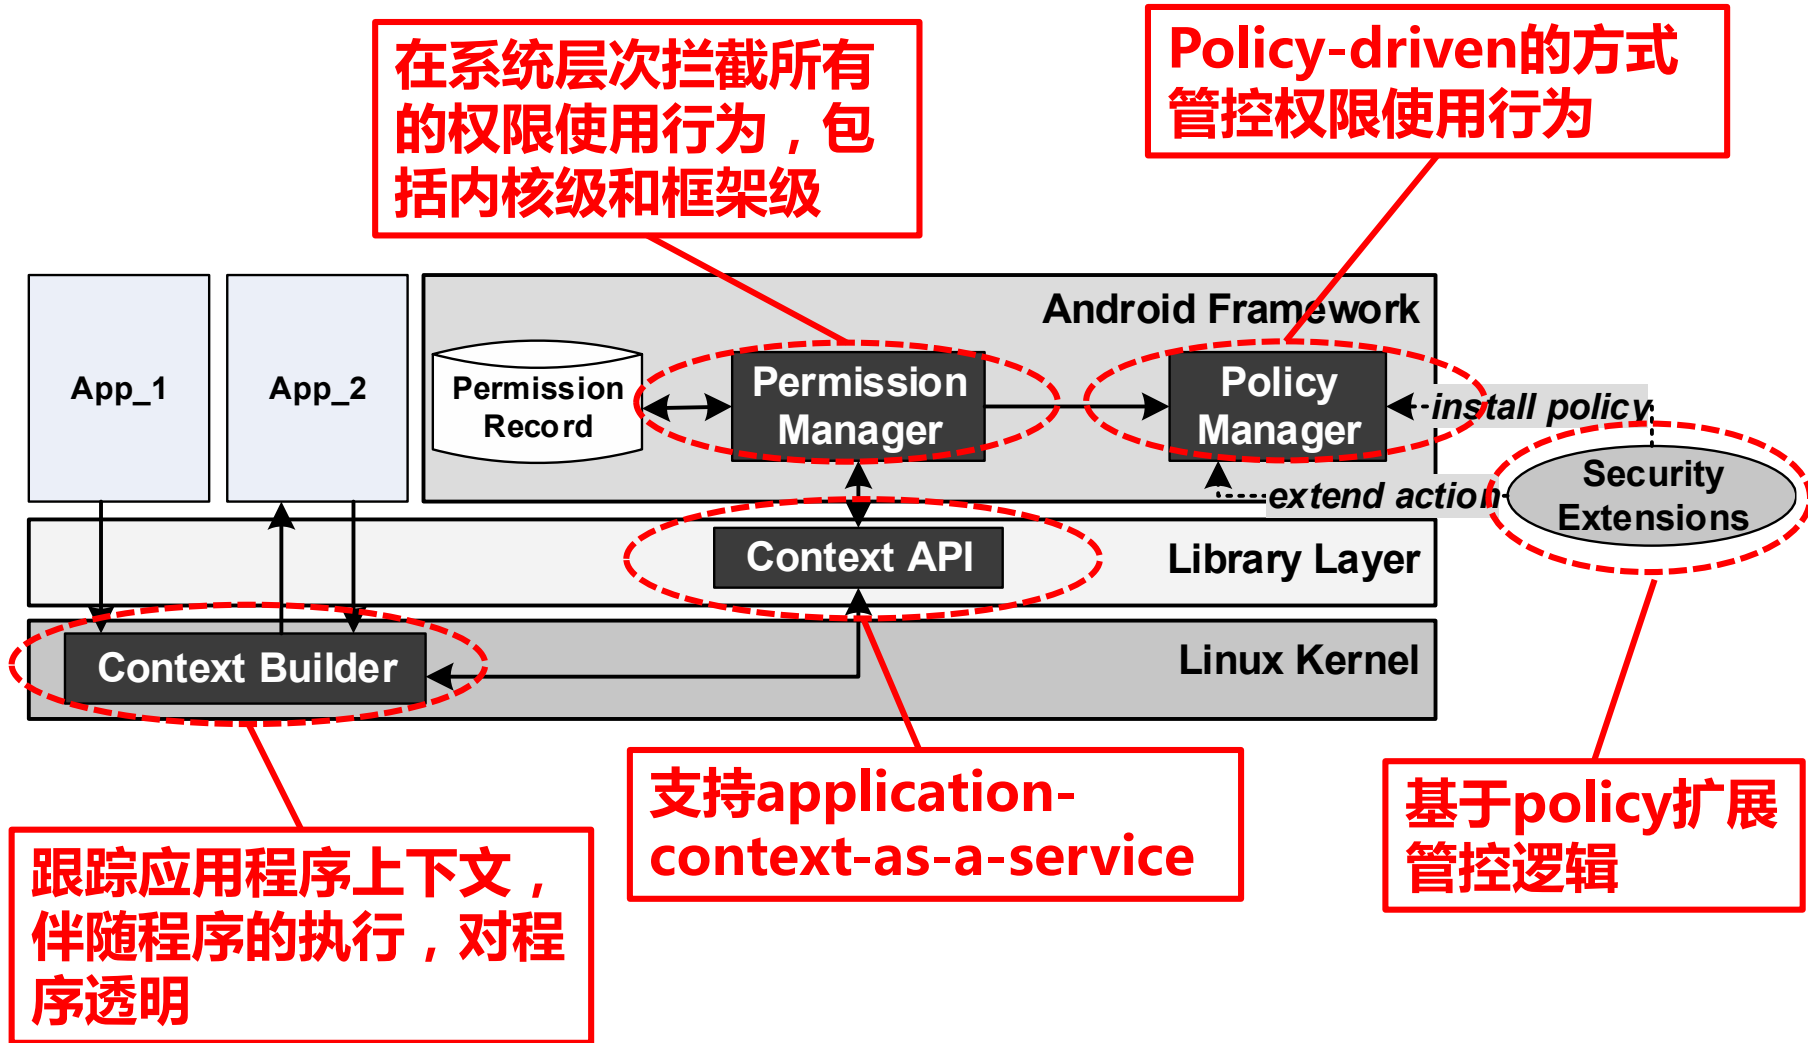 在系统层次拦截所有
的权限使用行为，包
括内核级和框架级
Policy-driven的方式
管控权限使用行为
Android Framework
App_1
App_2
Permission
Record
Permission
Manager
Policy
Manager
install policy
extend action
Security
Extensions
Context API
Library Layer
Context Builder
Linux Kernel
跟踪应用程序上下文，
伴随程序的执行，对程
序透明
支持application-
context-as-a-service
基于policy扩展
管控逻辑